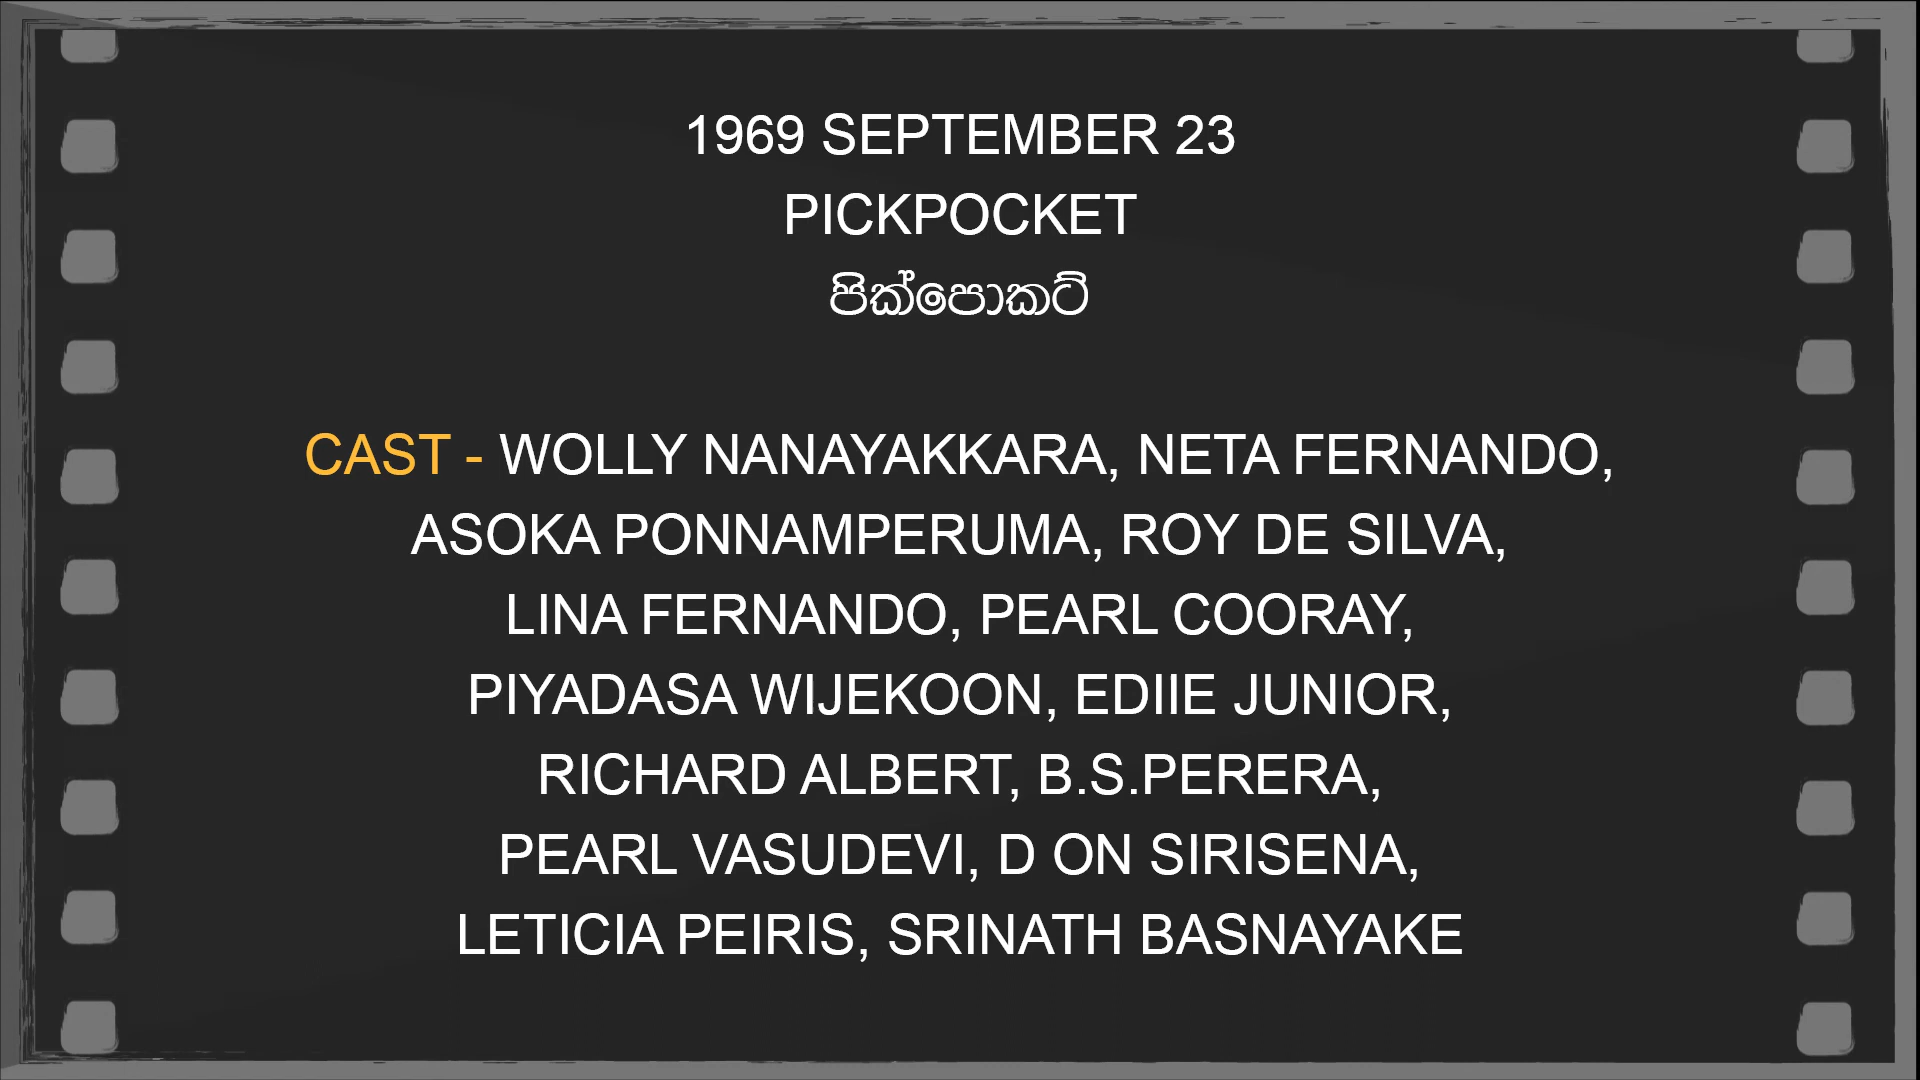 1969 SEPTEMBER 23
PICKPOCKET
පික්පොකට්
CAST - WOLLY NANAYAKKARA, NETA FERNANDO,
ASOKA PONNAMPERUMA, ROY DE SILVA,
LINA FERNANDO, PEARL COORAY,
PIYADASA WIJEKOON, EDIIE JUNIOR,
RICHARD ALBERT, B.S.PERERA,
PEARL VASUDEVI, D ON SIRISENA,
LETICIA PEIRIS, SRINATH BASNAYAKE